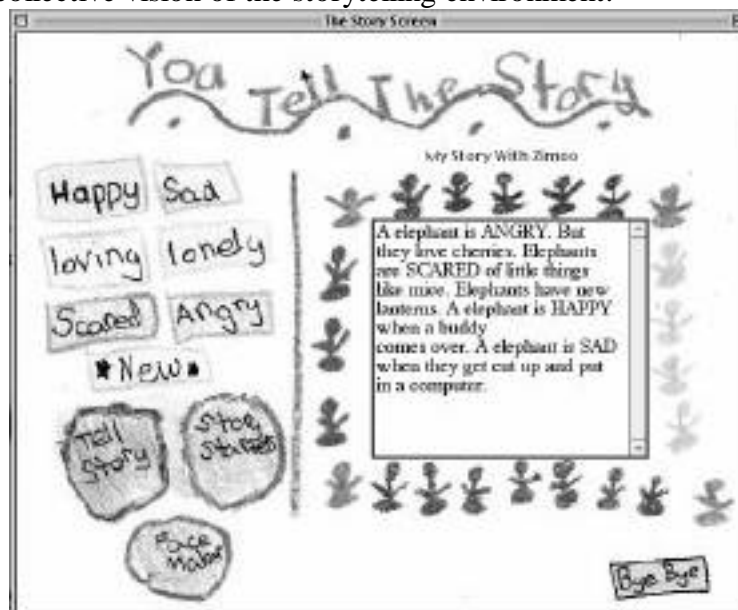 collective vision of the storytelling environment.
The Story Screen
You Tell The Story
My Story With Zimoo
Happy Sad
loving lonely
Scared Angry
New
Tell Story
Story Starter
Face Maker
A elephant is ANGRY. But
they love cherries. Elephants
are SCARED of little things
like mice. Elephants have new
lanterns. A elephant is HAPPY
when a buddy
comes over. A elephant is SAD
when they get cut up and put
in a computer.
Bye Bye